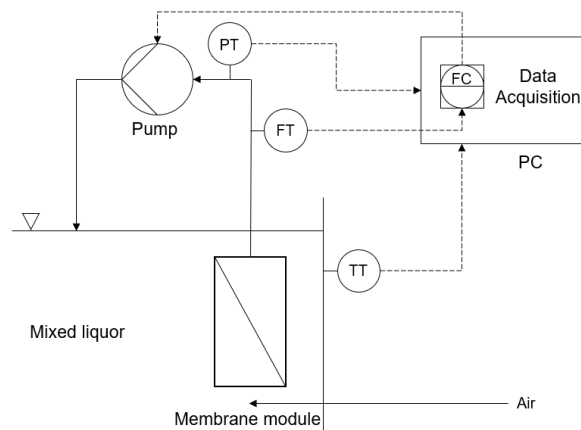 PT
FC
Data
Acquisition
Pump
FT
PC
TT
Mixed liquor
Air
Membrane module